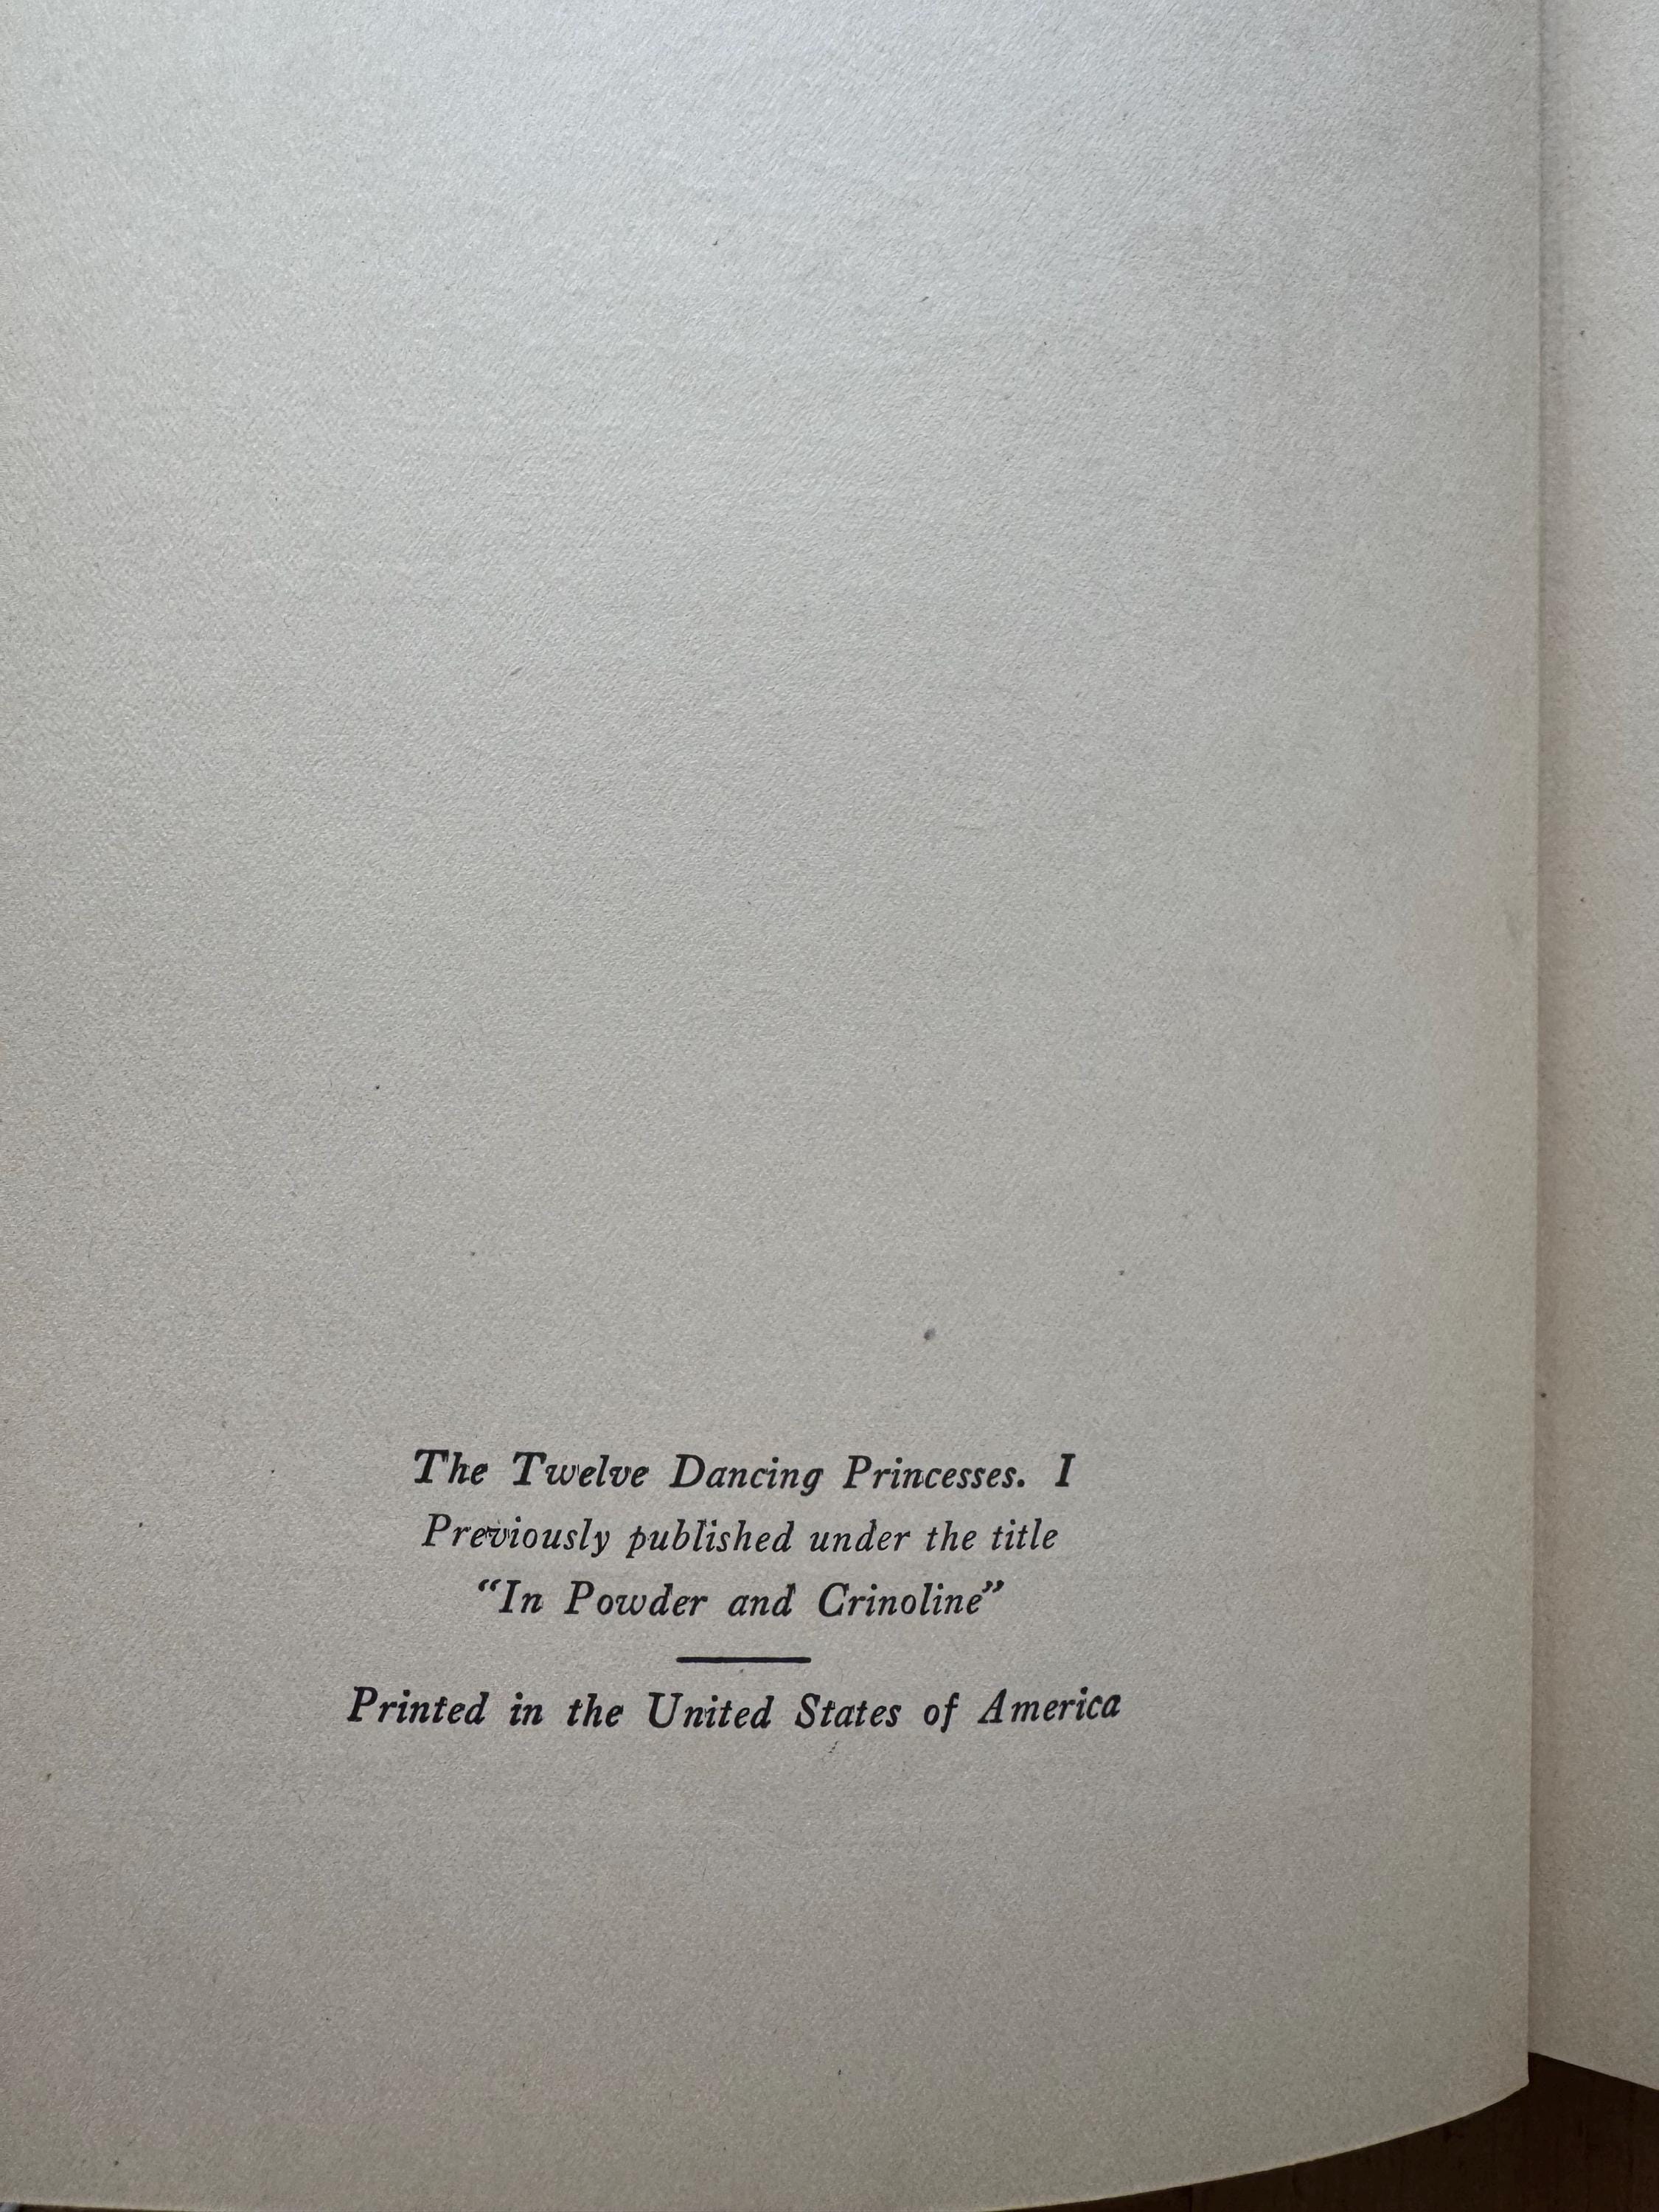 The Twelve Dancing Princesses. I
Previously published under the title
“In Powder and Crinoline”
Printed in the United States of America